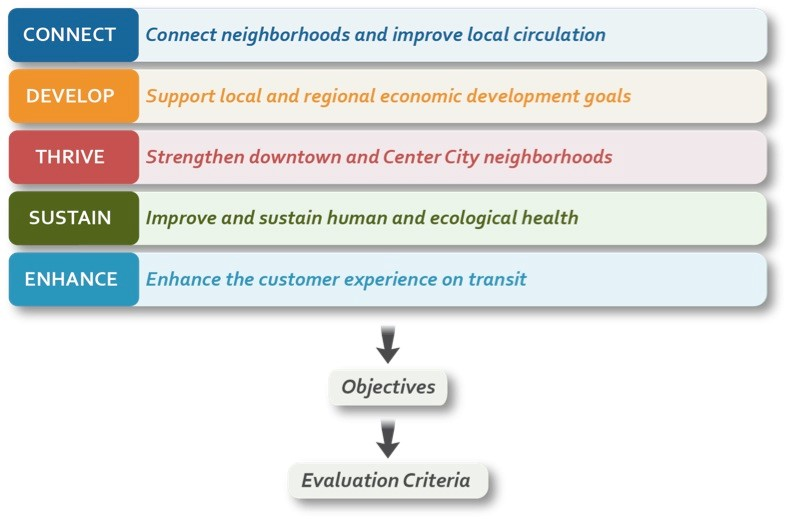 CONNECT Connect neighborhoods and improve local circulation
DEVELOP Support local and regional economic development goals
THRIVE Strengthen downtown and Center City neighborhoods
SUSTAIN Improve and sustain human and ecological health
ENHANCE Enhance the customer experience on transit
Objectives
Evaluation Criteria